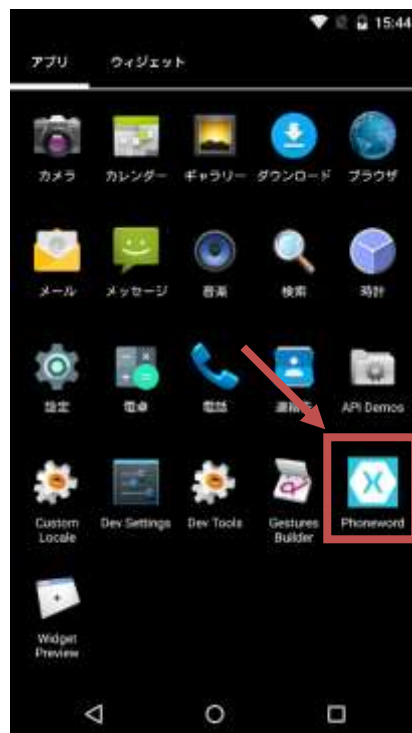 15:44
アプリ ウィジェット
カメラ カレンダー ギャラリー ダウンロード ブラウザ
メール メッセージ 音楽 検索 時計
設定 電卓 電話 連絡先 API Demos
Custom Locale Dev Settings Dev Tools Gestures Builder Phoneword
Widget Preview